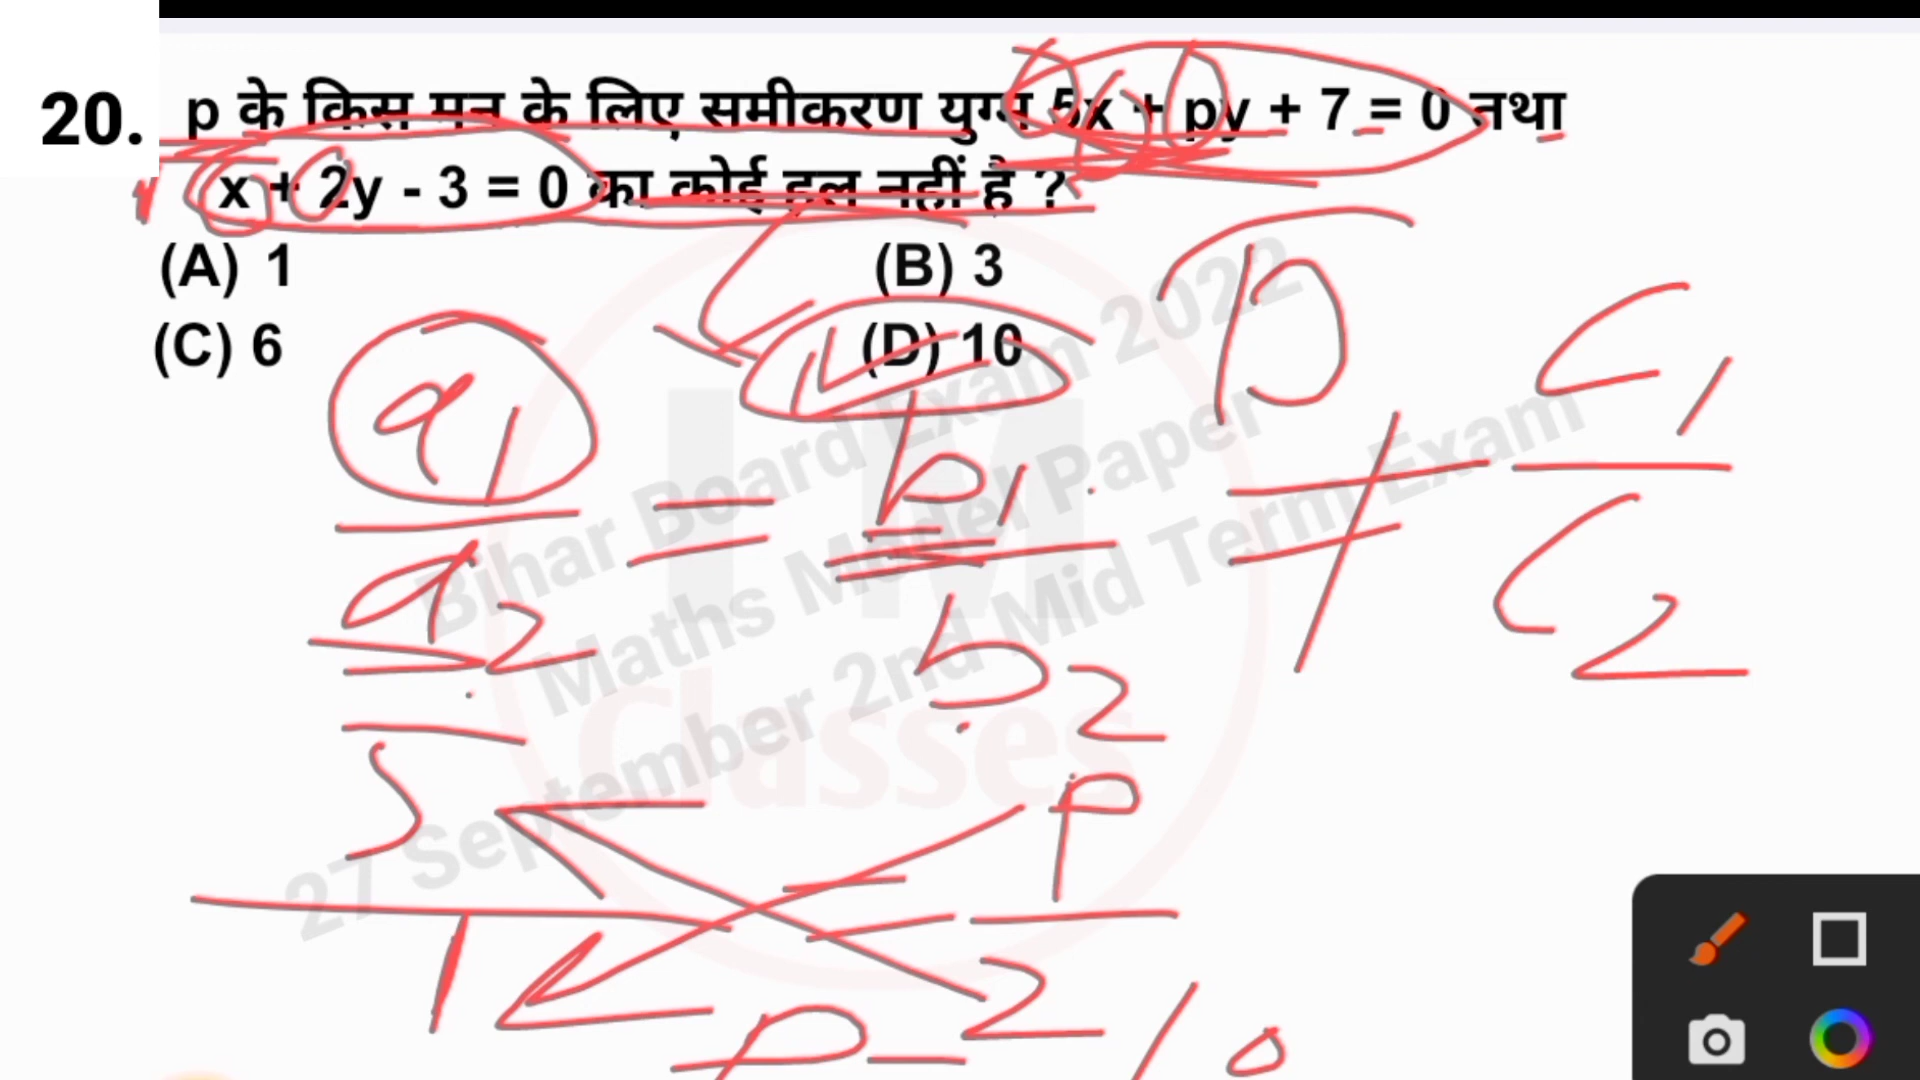 20. p के किस मन के लिए समीकरण युग्म 5x + py + 7 = 0 तथा
x + 2y - 3 = 0 का कोई हल नहीं है ?
(A) 1 (B) 3
(C) 6 (D) 10
a1 = b1 ≠ c1
a2 b2 c2
5 = p
1 2
p = 10
Bihar Board Exam 2022
Maths Model Paper
27 September 2nd Mid Term Exam
Classes